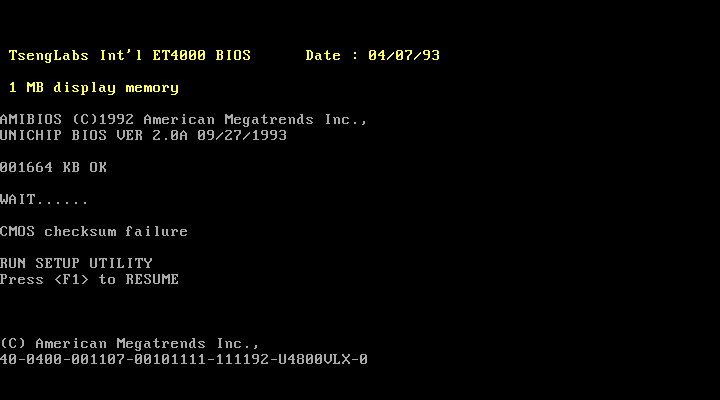 TsengLabs Int'l ET4000 BIOS      Date : 04/07/93
1 MB display memory
AMIBIOS (C)1992 American Megatrends Inc.,
UNICHIP BIOS VER 2.0A 09/27/1993
001664 KB OK
WAIT......
CMOS checksum failure
RUN SETUP UTILITY
Press <F1> to RESUME
(C) American Megatrends Inc.,
40-0400-001107-00101111-111192-U4800VLX-0